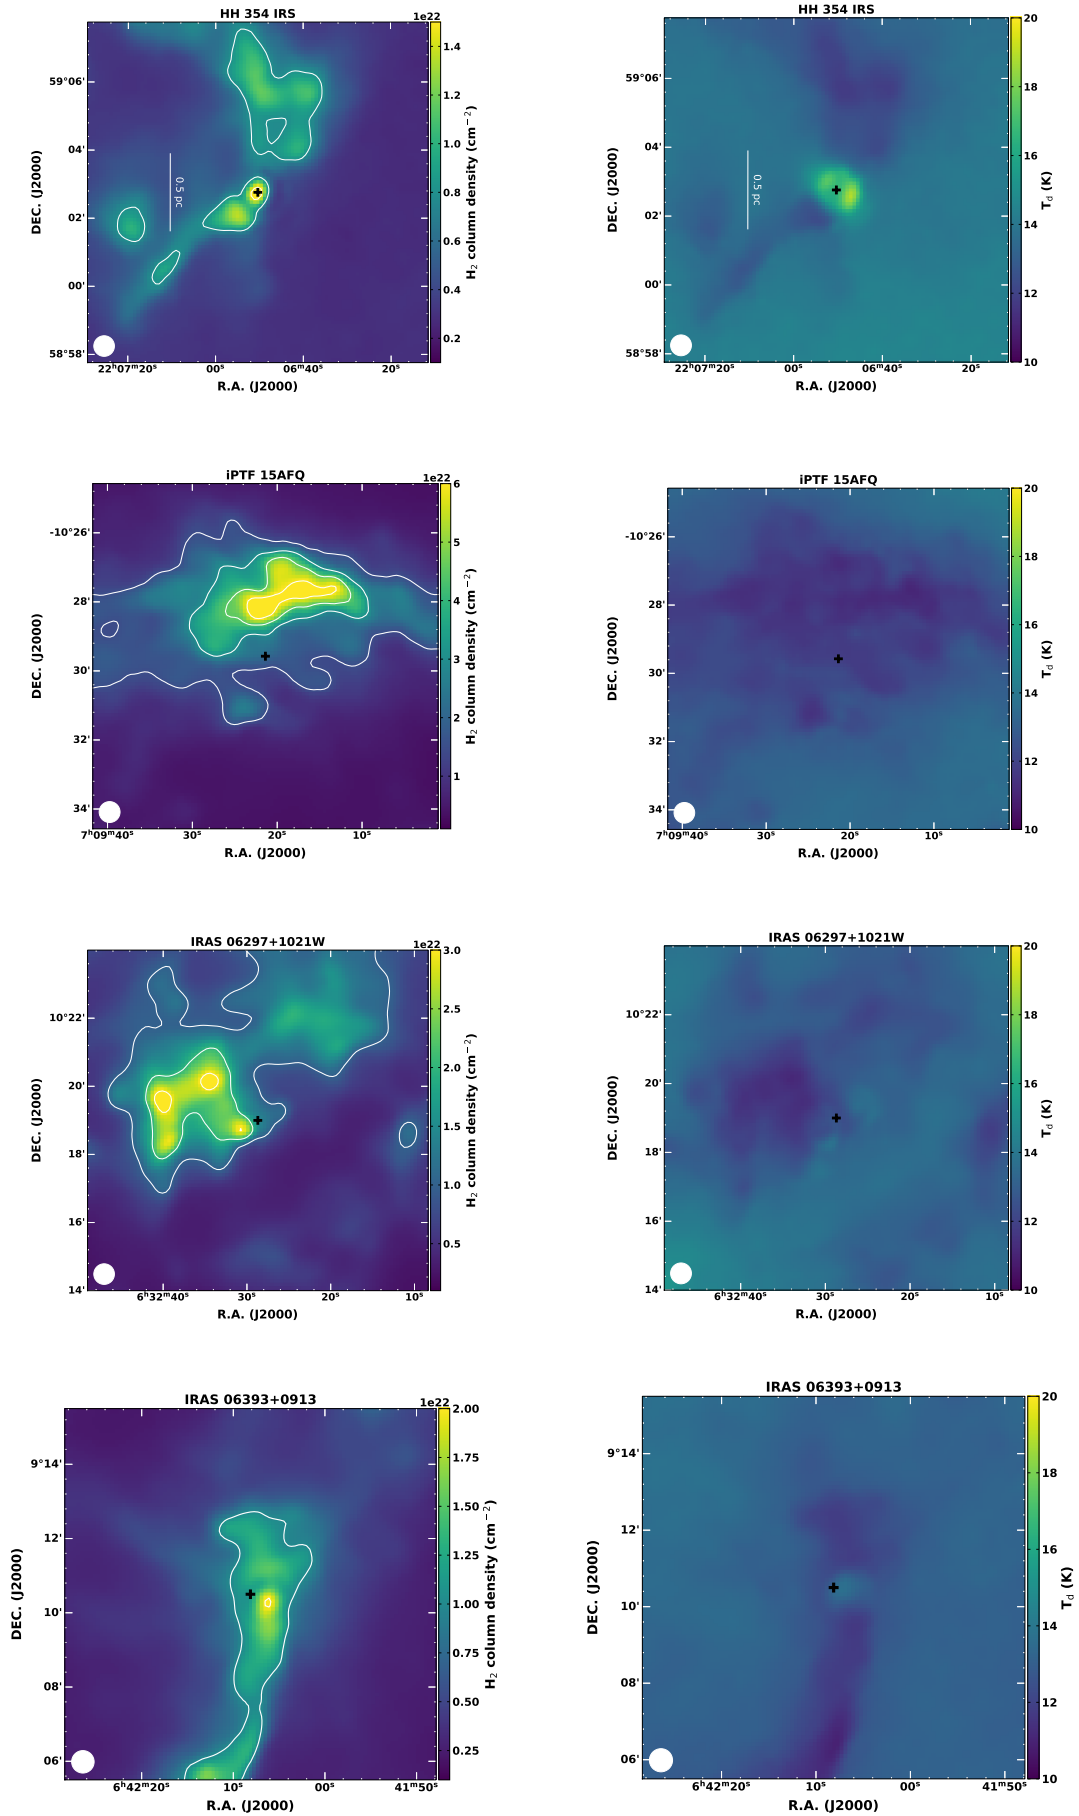 HH 354 IRS
1e22
59°06'
04'
02'
00'
58°58'
DEC. (J2000)
0.5 pc
22ʰ07ᵐ20ˢ 00ˢ 06ᵐ40ˢ 20ˢ
R.A. (J2000)
1.4
1.2
1.0
0.8
0.6
0.4
0.2
H₂ column density (cm⁻²)
HH 354 IRS
59°06'
04'
02'
00'
58°58'
DEC. (J2000)
0.5 pc
22ʰ07ᵐ20ˢ 00ˢ 06ᵐ40ˢ 20ˢ
R.A. (J2000)
20
18
16
14
12
10
T_d (K)
iPTF 15AFQ
1e22
-10°26'
28'
30'
32'
34'
DEC. (J2000)
7ʰ09ᵐ40ˢ 30ˢ 20ˢ 10ˢ
R.A. (J2000)
6
5
4
3
2
1
H₂ column density (cm⁻²)
iPTF 15AFQ
-10°26'
28'
30'
32'
34'
DEC. (J2000)
7ʰ09ᵐ40ˢ 30ˢ 20ˢ 10ˢ
R.A. (J2000)
20
18
16
14
12
10
T_d (K)
IRAS 06297+1021W
1e22
10°22'
20'
18'
16'
14'
DEC. (J2000)
6ʰ32ᵐ40ˢ 30ˢ 20ˢ 10ˢ
R.A. (J2000)
3.0
2.5
2.0
1.5
1.0
0.5
H₂ column density (cm⁻²)
IRAS 06297+1021W
10°22'
20'
18'
16'
14'
DEC. (J2000)
6ʰ32ᵐ40ˢ 30ˢ 20ˢ 10ˢ
R.A. (J2000)
20
18
16
14
12
10
T_d (K)
IRAS 06393+0913
1e22
9°14'
12'
10'
08'
06'
DEC. (J2000)
6ʰ42ᵐ20ˢ 10ˢ 00ˢ 41ᵐ50ˢ
R.A. (J2000)
2.00
1.75
1.50
1.25
1.00
0.75
0.50
0.25
H₂ column density (cm⁻²)
IRAS 06393+0913
9°14'
12'
10'
08'
06'
DEC. (J2000)
6ʰ42ᵐ20ˢ 10ˢ 00ˢ 41ᵐ50ˢ
R.A. (J2000)
20
18
16
14
12
10
T_d (K)